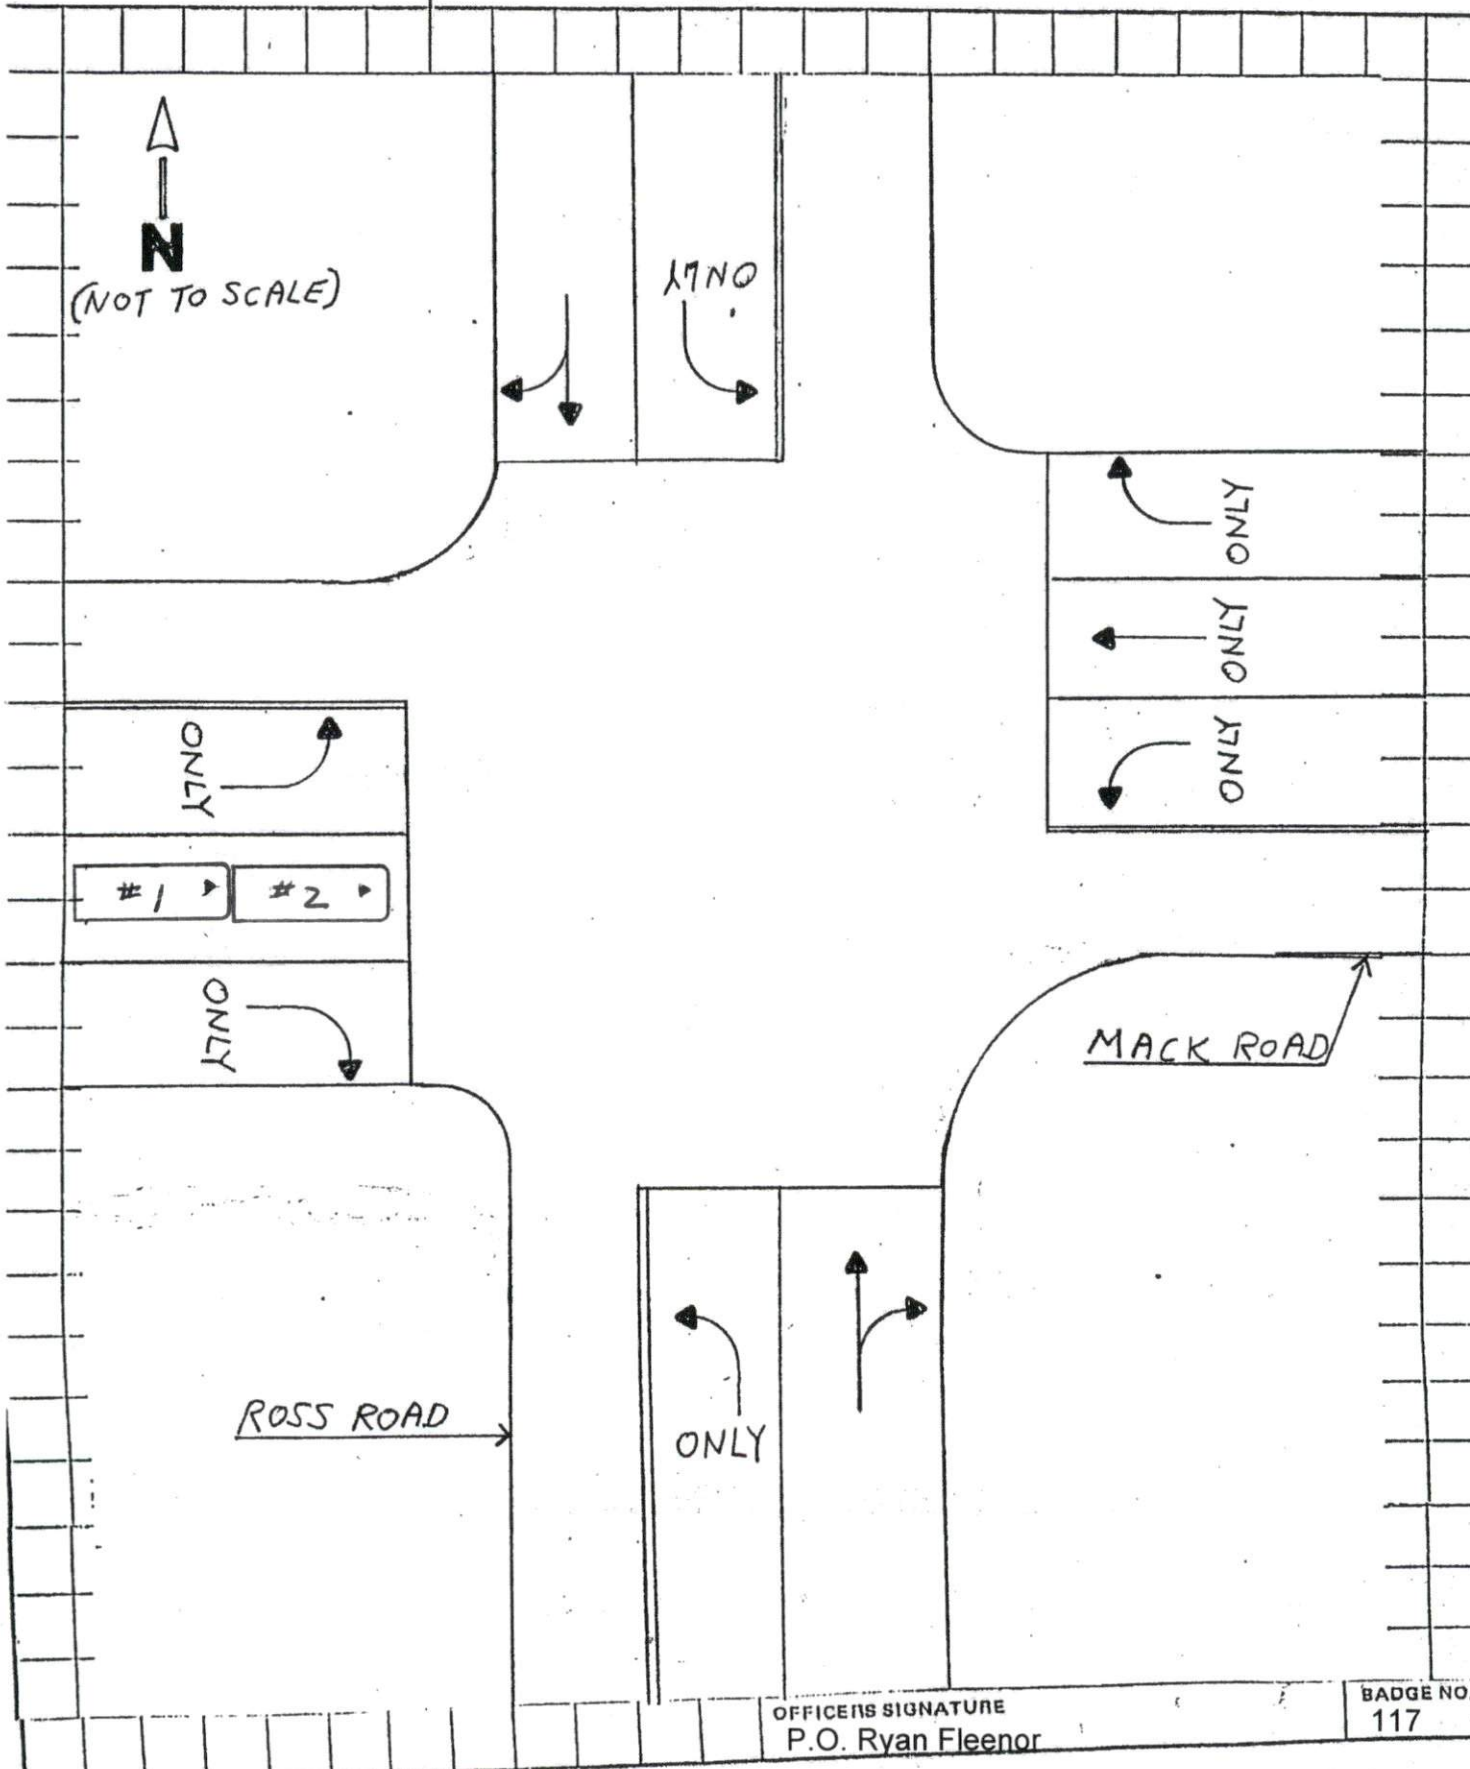 N
(NOT TO SCALE)
ONLY
ONLY
ONLY
ONLY
ONLY
#1
#2
ONLY
MACK ROAD
ROSS ROAD
ONLY
OFFICERS SIGNATURE
P.O. Ryan Fleenor
BADGE NO.
117